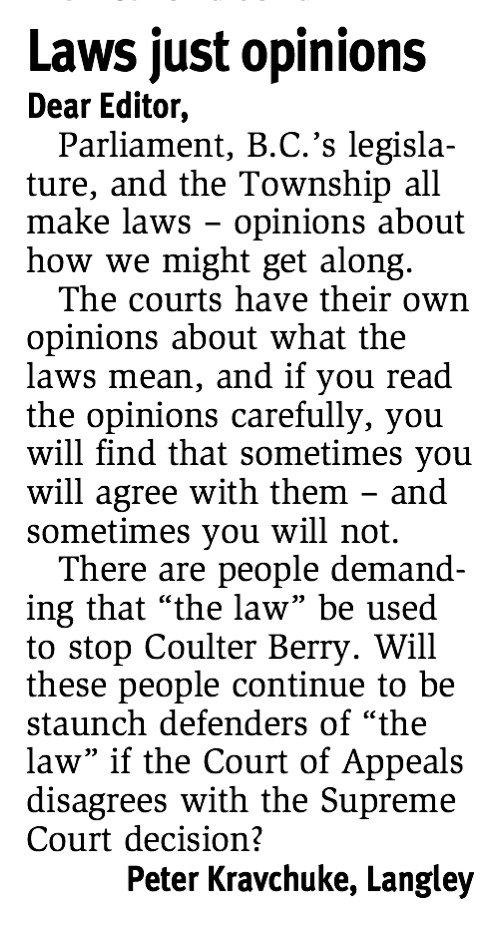 Laws just opinions
Dear Editor,
Parliament, B.C.’s legisla-
ture, and the Township all
make laws – opinions about
how we might get along.
The courts have their own
opinions about what the
laws mean, and if you read
the opinions carefully, you
will find that sometimes you
will agree with them – and
sometimes you will not.
There are people demand-
ing that “the law” be used
to stop Coulter Berry. Will
these people continue to be
staunch defenders of “the
law” if the Court of Appeals
disagrees with the Supreme
Court decision?
Peter Kravchuke, Langley